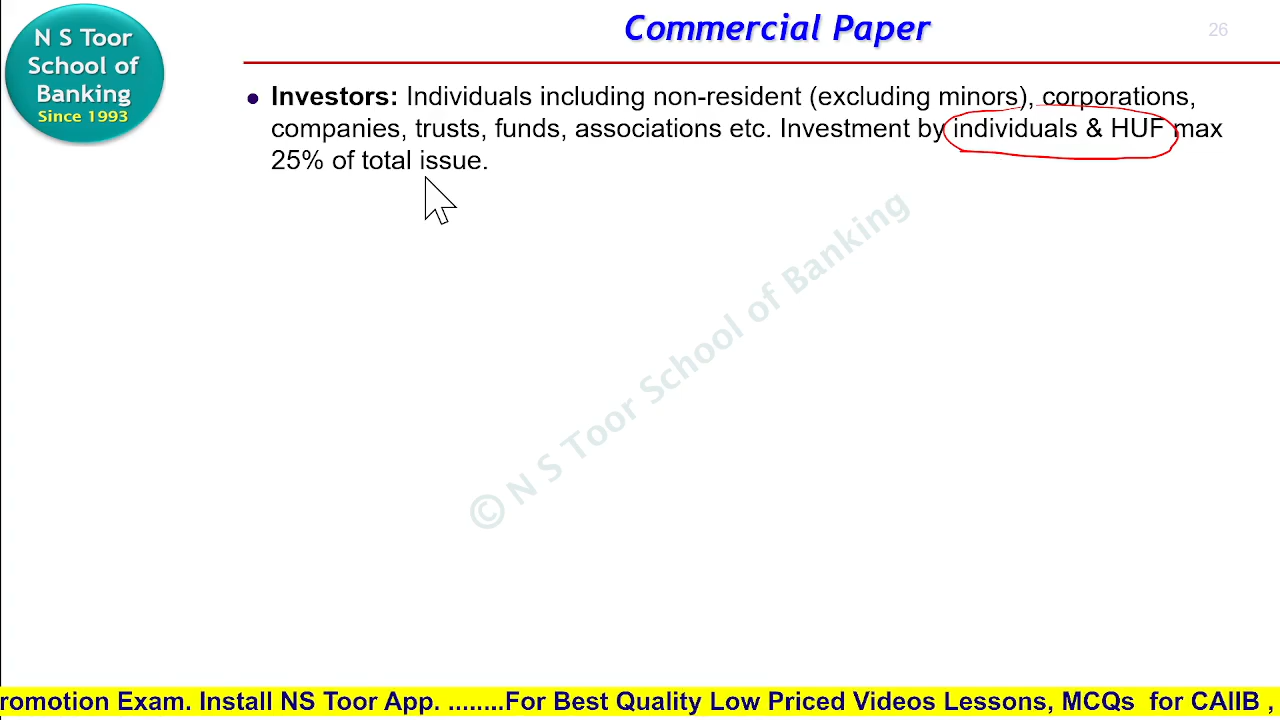 N S Toor
School of
Banking
Since 1993
Commercial Paper
26
• Investors: Individuals including non-resident (excluding minors), corporations,
companies, trusts, funds, associations etc. Investment by individuals & HUF max
25% of total issue.
© N S Toor School of Banking
romotion Exam. Install NS Toor App. ........For Best Quality Low Priced Videos Lessons, MCQs for CAIIB ,